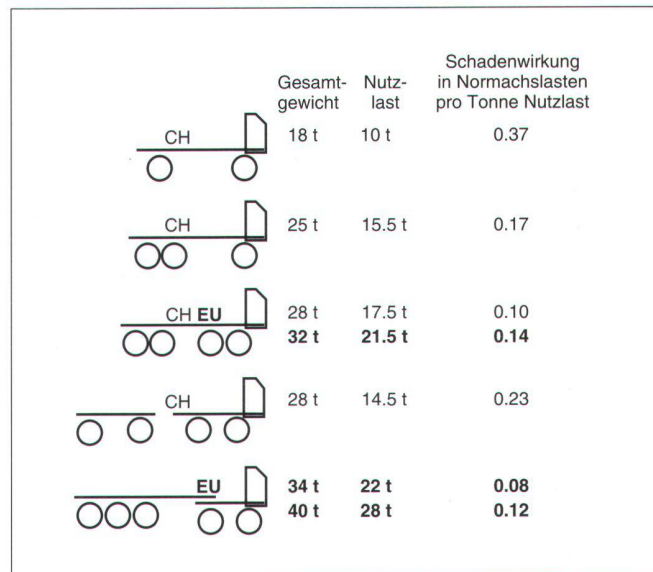 Schadenwirkung
Gesamt- Nutz- in Normachslasten
gewicht last pro Tonne Nutzlast
CH 18 t 10 t 0.37
CH 25 t 15.5 t 0.17
CH EU 28 t 17.5 t 0.10
32 t 21.5 t 0.14
CH 28 t 14.5 t 0.23
EU 34 t 22 t 0.08
40 t 28 t 0.12